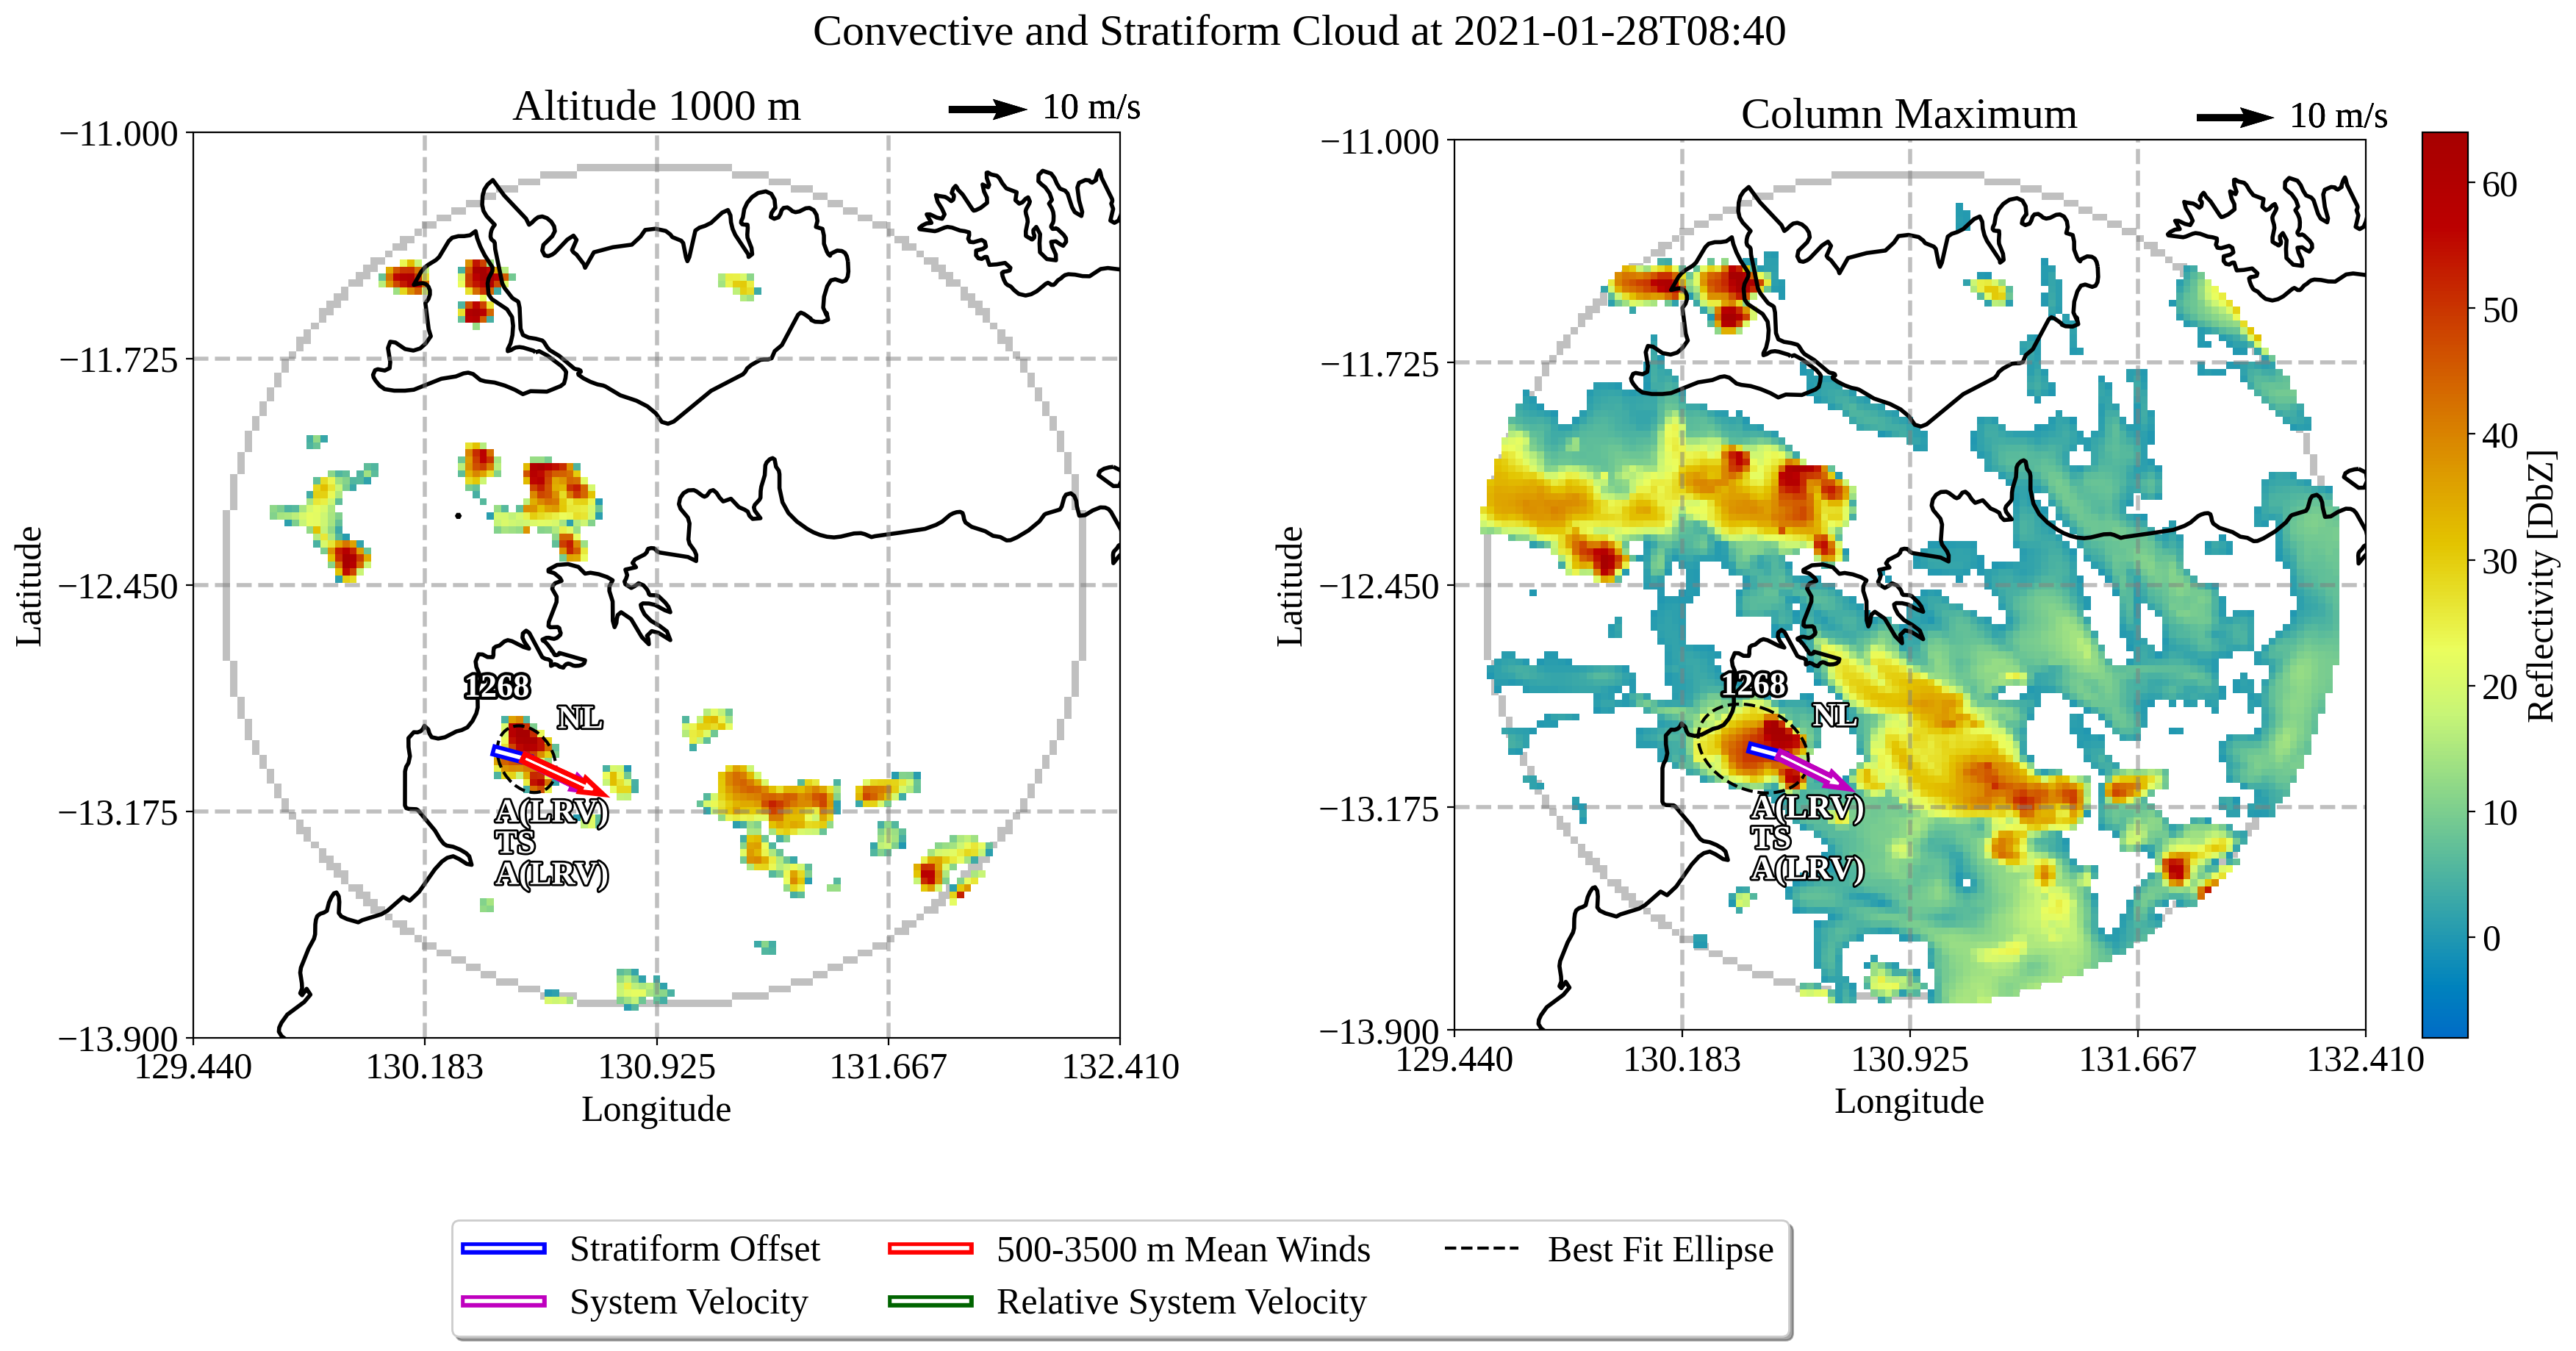 Convective and Stratiform Cloud at 2021-01-28T08:40
Altitude 1000 m
10 m/s
−11.000
−11.725
−12.450
−13.175
−13.900
129.440
130.183
130.925
131.667
132.410
Latitude
Longitude
1268
NL
A(LRV)
TS
A(LRV)
Column Maximum
10 m/s
−11.000
−11.725
−12.450
−13.175
−13.900
129.440
130.183
130.925
131.667
132.410
Latitude
Longitude
1268
NL
A(LRV)
TS
A(LRV)
60
50
40
30
20
10
0
Reflectivity [DbZ]
Stratiform Offset
500-3500 m Mean Winds
Best Fit Ellipse
System Velocity
Relative System Velocity